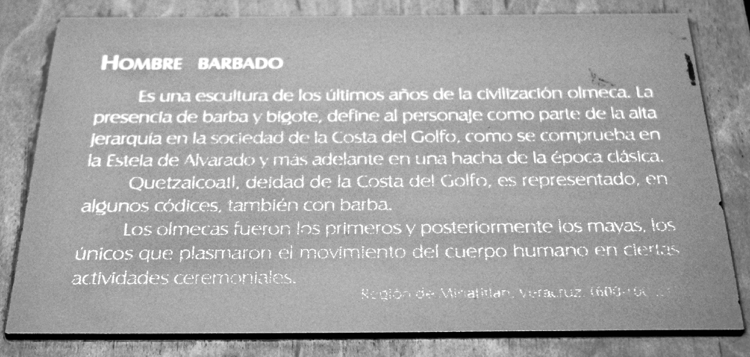 HOMBRE BARBADO
Es una escultura de los últimos años de la civilización olmeca. La
presencia de barba y bigote, define al personaje como parte de la alta
jerarquía en la sociedad de la Costa del Golfo, como se comprueba en
la Estela de Alvarado y más adelante en una hacha de la época clásica.
Quetzalcoatl, deidad de la Costa del Golfo, es representado, en
algunos códices, también con barba.
Los olmecas fueron los primeros y posteriormente los mayas, los
únicos que plasmaron el movimiento del cuerpo humano en ciertas
actividades ceremoniales.
Región de Minatitlan, Veracruz.